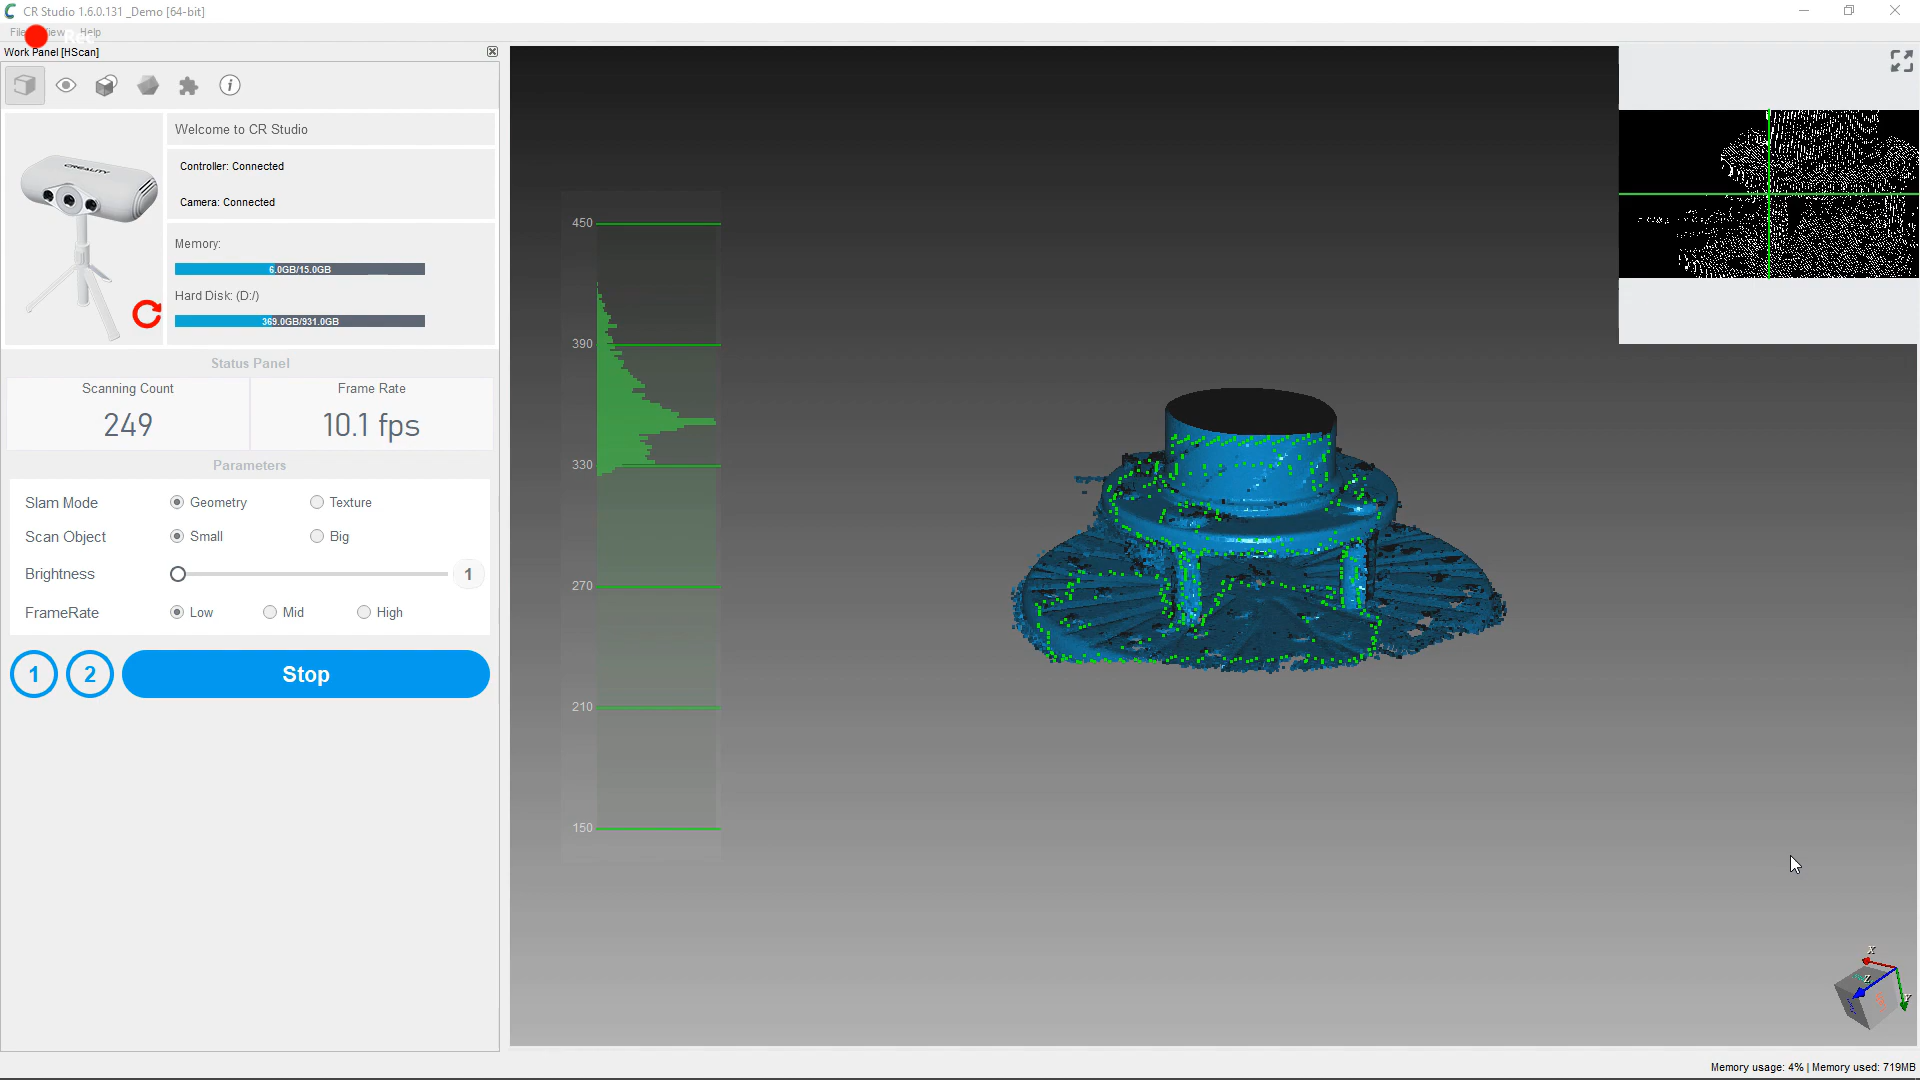 CR Studio 1.6.0.131 _Demo [64-bit]
File View Help
Rec
Work Panel [HScan]
CREALITY
Welcome to CR Studio
Controller: Connected
Camera: Connected
Memory:
6.0GB/15.0GB
Hard Disk: (D:/)
369.0GB/931.0GB
Status Panel
Scanning Count
Frame Rate
249
10.1 fps
Parameters
Slam Mode
Geometry
Texture
Scan Object
Small
Big
Brightness
1
FrameRate
Low
Mid
High
1
2
Stop
450
390
330
270
210
150
X
Z
Y
Memory usage: 4% | Memory used: 719MB